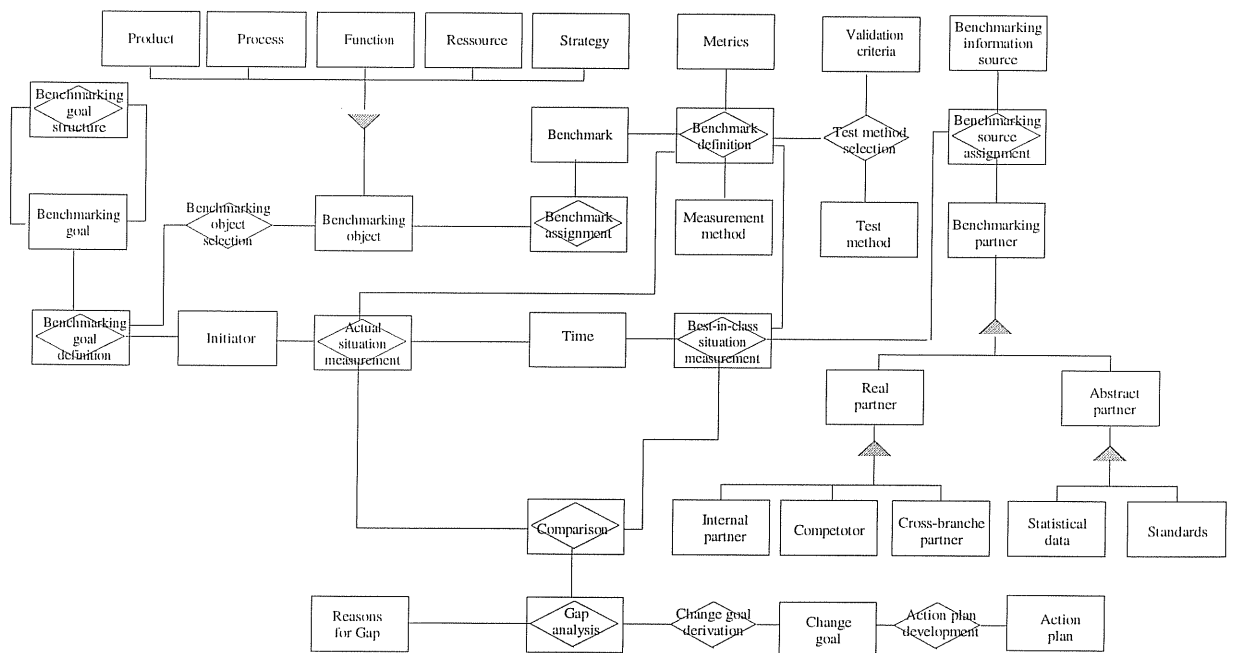 Product
Process
Function
Ressource
Strategy
Metrics
Validation
criteria
Benchmarking
information
source
Benchmarking
goal
structure
Benchmark
Benchmark
definition
Test method
selection
Benchmarking
source
assignment
Benchmarking
goal
Benchmarking
object
selection
Benchmarking
object
Benchmark
assignment
Measurement
method
Test
method
Benchmarking
partner
Benchmarking
goal
definition
Initiator
Actual
situation
measurement
Time
Best-in-class
situation
measurement
Real
partner
Abstract
partner
Comparison
Internal
partner
Competotor
Cross-branche
partner
Statistical
data
Standards
Reasons
for Gap
Gap
analysis
Change goal
derivation
Change
goal
Action plan
development
Action
plan